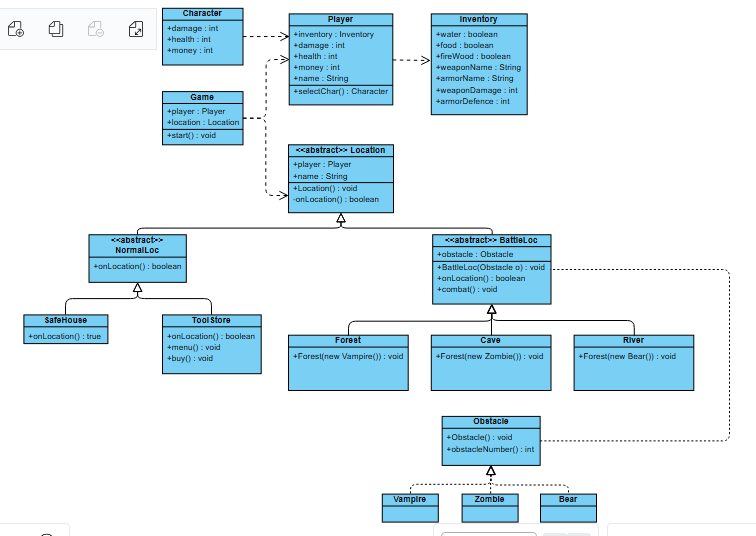 Character
+damage : int
+health : int
+money : int
Player
+inventory : Inventory
+damage : int
+health : int
+money : int
+name : String
+selectChar() : Character
Inventory
+water : boolean
+food : boolean
+fireWood : boolean
+weaponName : String
+armorName : String
+weaponDamage : int
+armorDefence : int
Game
+player : Player
+location : Location
+start() : void
<<abstract>> Location
+player : Player
+name : String
+Location() : void
-onLocation() : boolean
<<abstract>>
NormalLoc
+onLocation() : boolean
<<abstract>> BattleLoc
+obstacle : Obstacle
+BattleLoc(Obstacle o) : void
+onLocation() : boolean
+combat() : void
SafeHouse
+onLocation() : true
ToolStore
+onLocation() : boolean
+menu() : void
+buy() : void
Forest
+Forest(new Vampire()) : void
Cave
+Forest(new Zombie()) : void
River
+Forest(new Bear()) : void
Obstacle
+Obstacle() : void
+obstacleNumber() : int
Vampire
Zombie
Bear